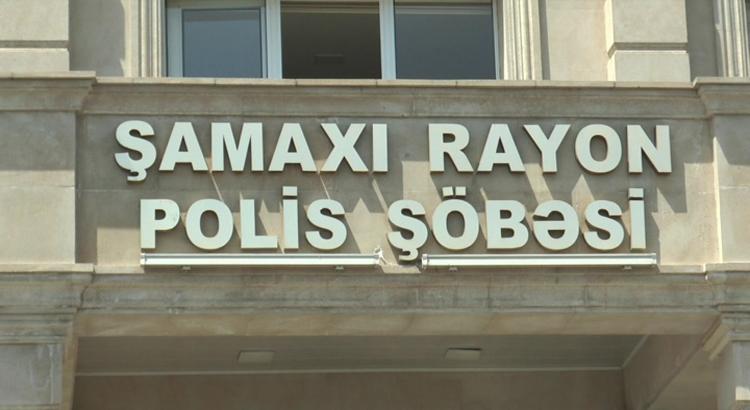 ŞAMAXI RAYON
POLİS ŞÖBƏSİ